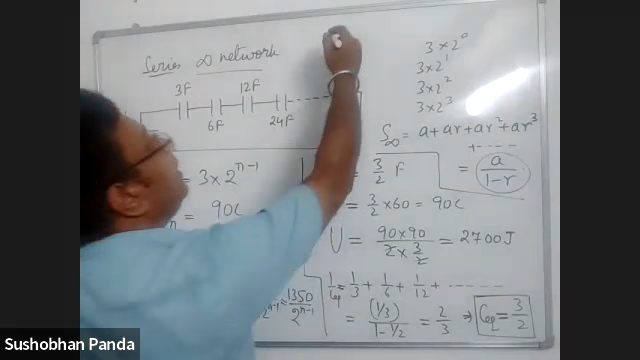 Series ∞ network
3F 12F
6F 24F
3×2⁰
3×2¹
3×2²
3×2³
S∞ = a+ar+ar²+ar³
+-----
= a/(1-r)
= 3×2ⁿ⁻¹
= 90C
= 3/2 F
= 3/2 ×60 = 90C
U = (90×90)/(2×3/2) = 2700J
1/Ceq = 1/3 + 1/6 + 1/12 + ------
= (1/3)/(1-1/2) = 2/3 ⇒ Ceq = 3/2
= 1350/2ⁿ⁻¹
Sushobhan Panda